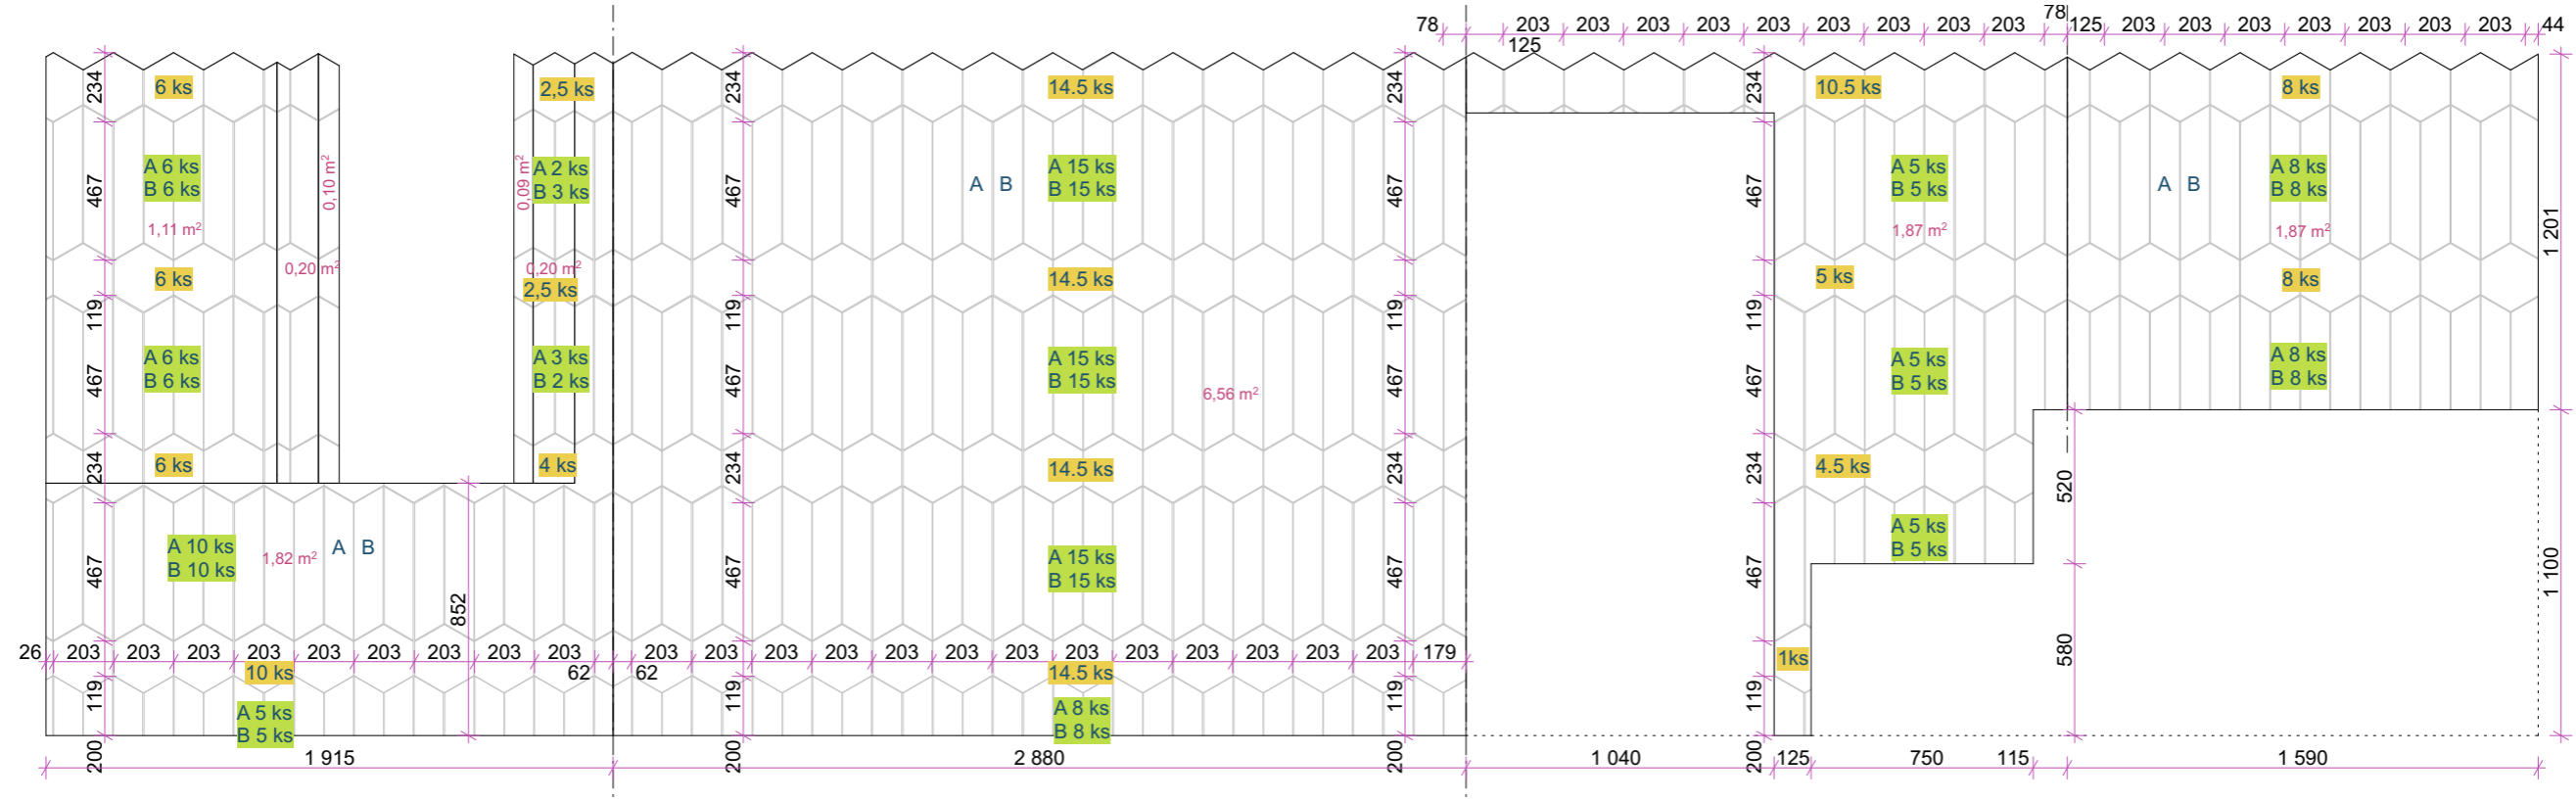 78 203 203 203 203 203 203 203 203 78 125 203 203 203 203 203 203 203 44
125
234 6 ks 2,5 ks 234 14.5 ks 234 234 10.5 ks 8 ks
467 A 6 ks 0,10 m² 0,09 m² A 2 ks 467 A B A 15 ks 467 467 A 5 ks A B A 8 ks
B 6 ks B 3 ks B 15 ks B 5 ks B 8 ks
1,11 m² 1,87 m² 1,87 m² 1 201
6 ks 0,20 m² 0,20 m² 14.5 ks 5 ks 8 ks
2,5 ks
119 119 119 119
467 A 6 ks A 3 ks 467 A 15 ks 467 467 A 5 ks A 8 ks
B 6 ks B 2 ks B 15 ks B 5 ks B 8 ks
6,56 m²
234 6 ks 4 ks 234 14.5 ks 234 234 4.5 ks 520
467 A 10 ks 1,82 m² A B 467 A 15 ks 467 467 A 5 ks 1 100
B 10 ks B 15 ks B 5 ks
852
26 203 203 203 203 203 203 203 203 203 203 203 203 203 203 203 203 203 203 203 203 203 203 179 1ks 580
10 ks 62 62 14.5 ks
119 A 5 ks 119 A 8 ks 119 119
B 5 ks B 8 ks
200 1 915 200 2 880 200 1 040 200 125 750 115 1 590